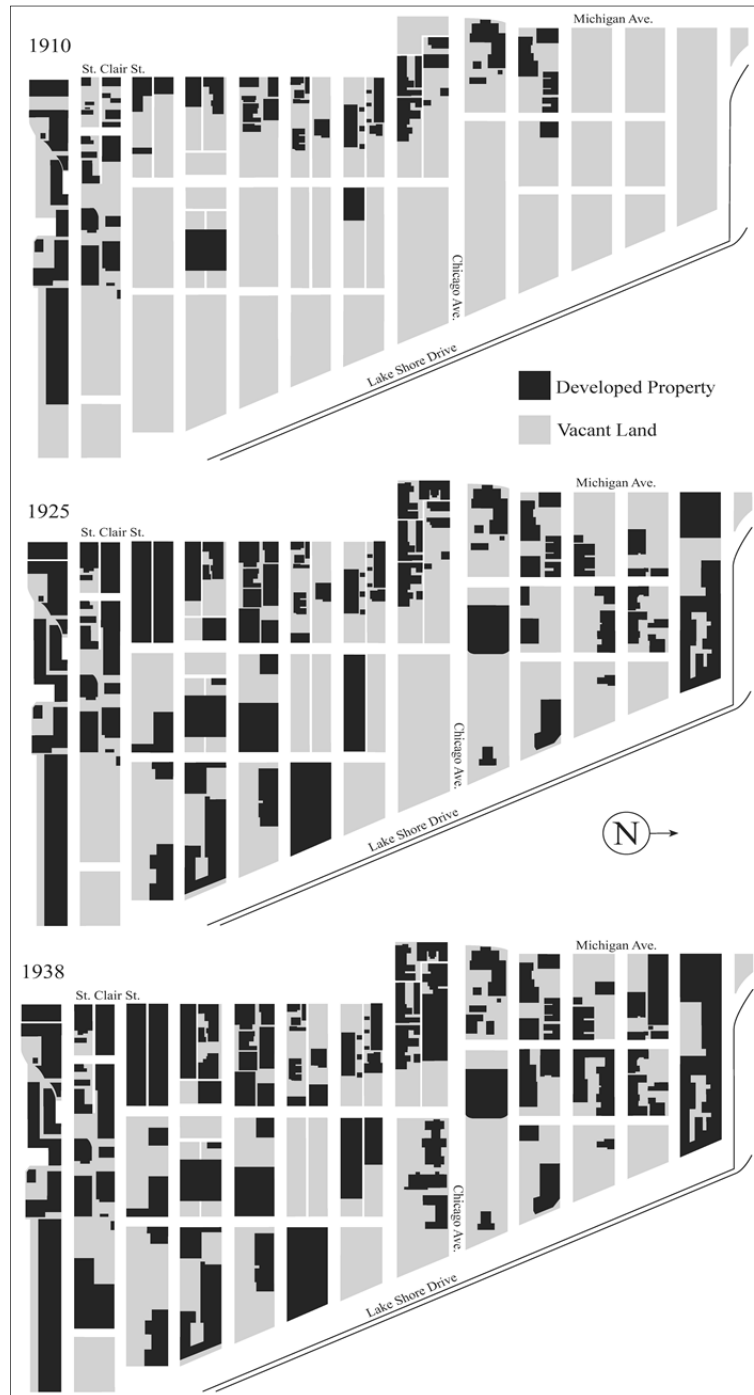 1910
Michigan Ave.
St. Clair St.
Chicago Ave.
Lake Shore Drive
Developed Property
Vacant Land
1925
Michigan Ave.
St. Clair St.
Chicago Ave.
Lake Shore Drive
N
1938
Michigan Ave.
St. Clair St.
Chicago Ave.
Lake Shore Drive